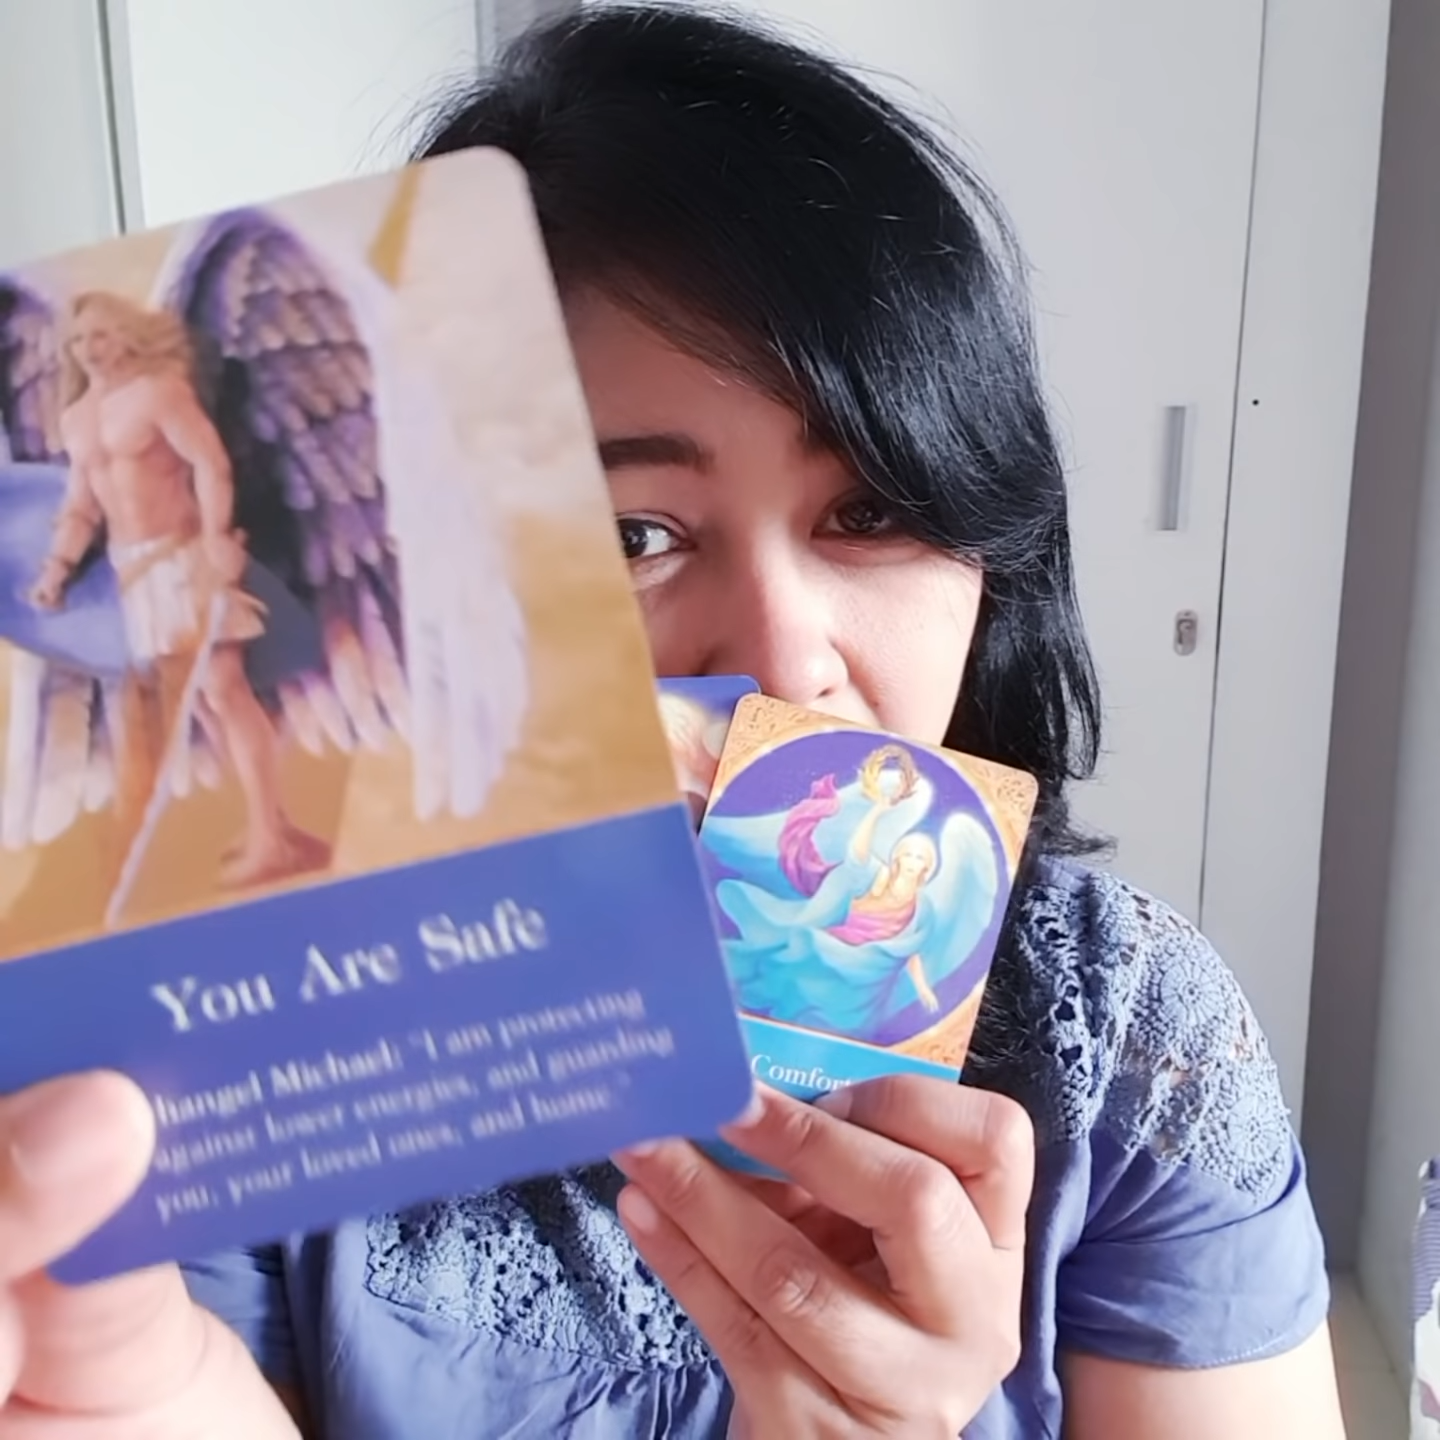 You Are Safe
hangel Michael: "I am protecting
against lower energies, and guarding
you, your loved ones, and home."
Comfort